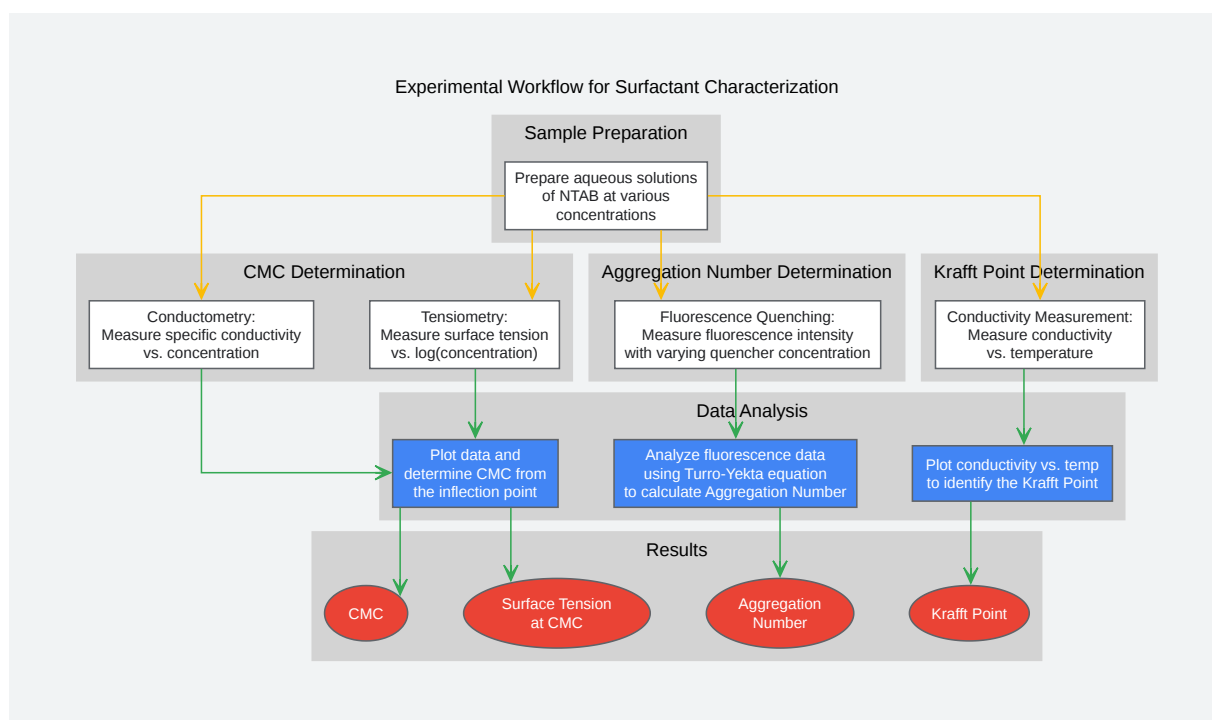 Experimental Workflow for Surfactant Characterization
Sample Preparation
Prepare aqueous solutions
of NTAB at various
concentrations
CMC Determination
Conductometry:
Measure specific conductivity
vs. concentration
Tensiometry:
Measure surface tension
vs. log(concentration)
Aggregation Number Determination
Fluorescence Quenching:
Measure fluorescence intensity
with varying quencher concentration
Krafft Point Determination
Conductivity Measurement:
Measure conductivity
vs. temperature
Data Analysis
Plot data and
determine CMC from
the inflection point
Analyze fluorescence data
using Turro-Yekta equation
to calculate Aggregation Number
Plot conductivity vs. temp
to identify the Krafft Point
Results
CMC
Surface Tension
at CMC
Aggregation
Number
Krafft Point